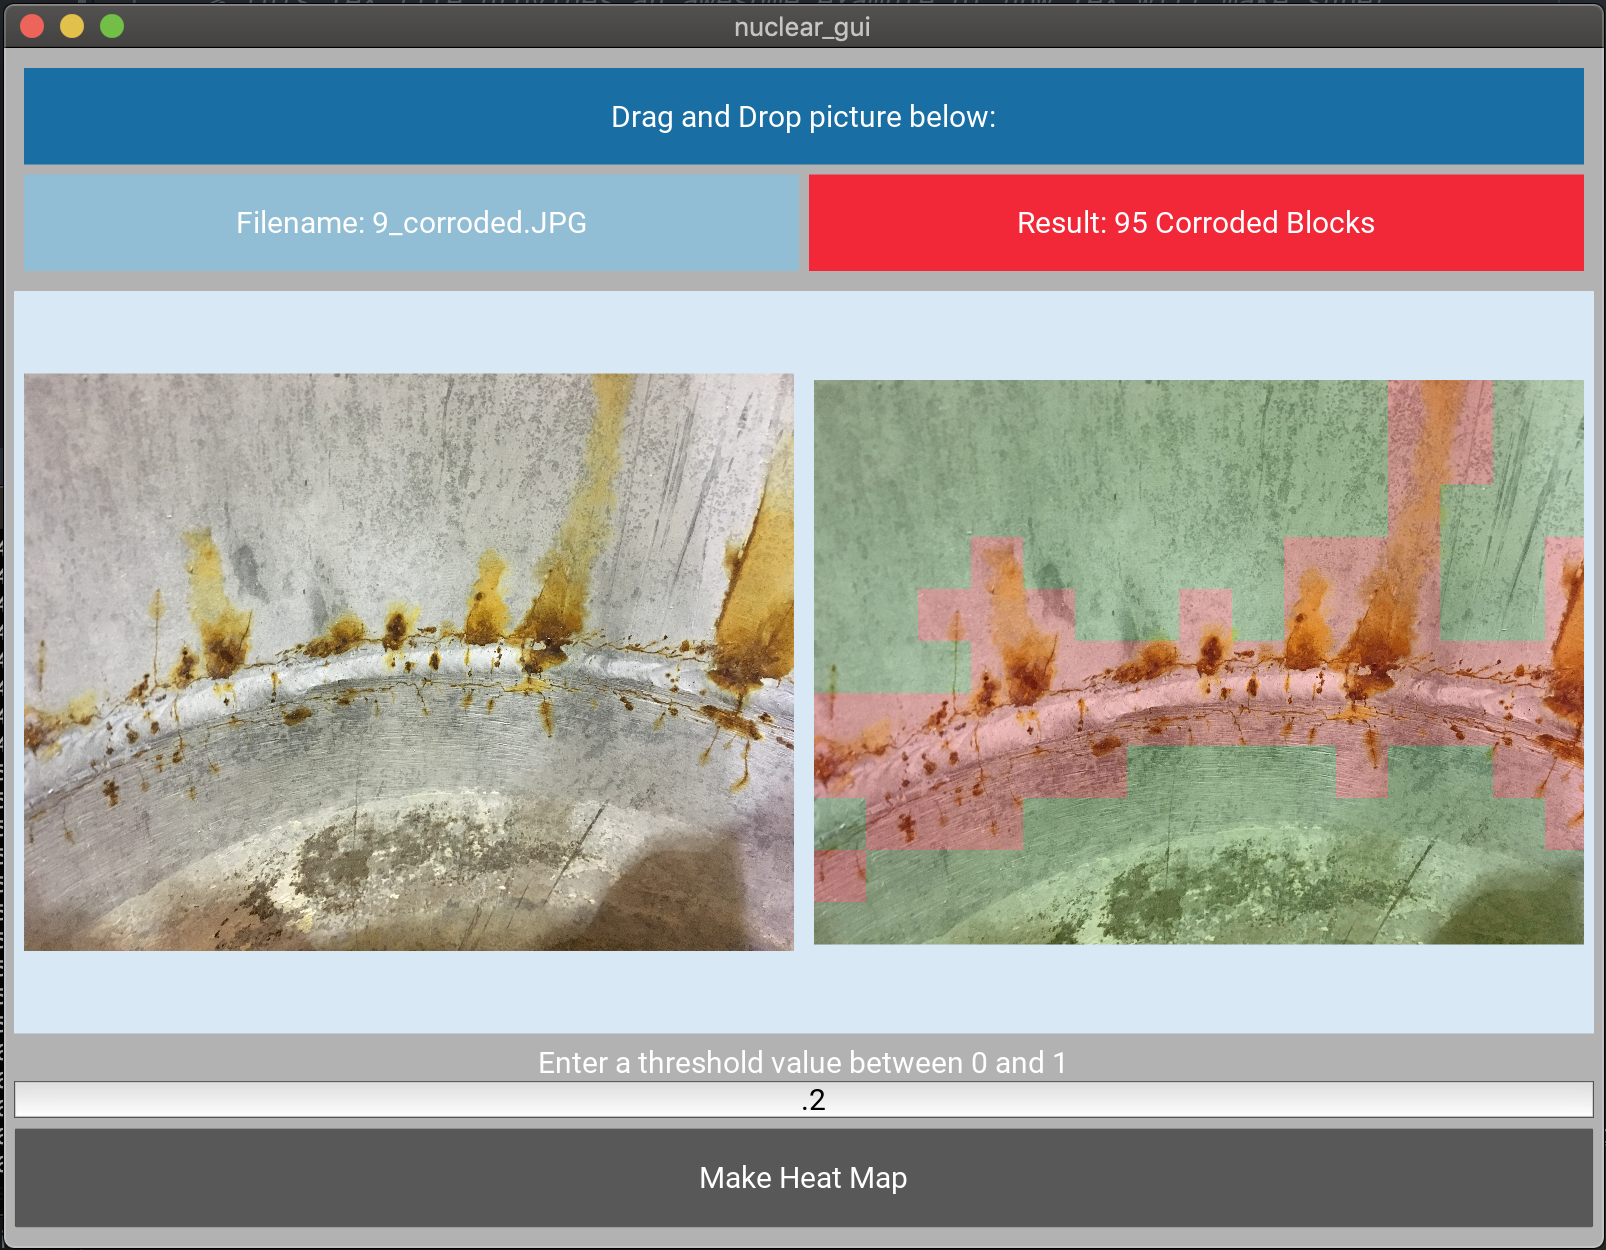 nuclear_gui
Drag and Drop picture below:
Filename: 9_corroded.JPG
Result: 95 Corroded Blocks
Enter a threshold value between 0 and 1
.2
Make Heat Map